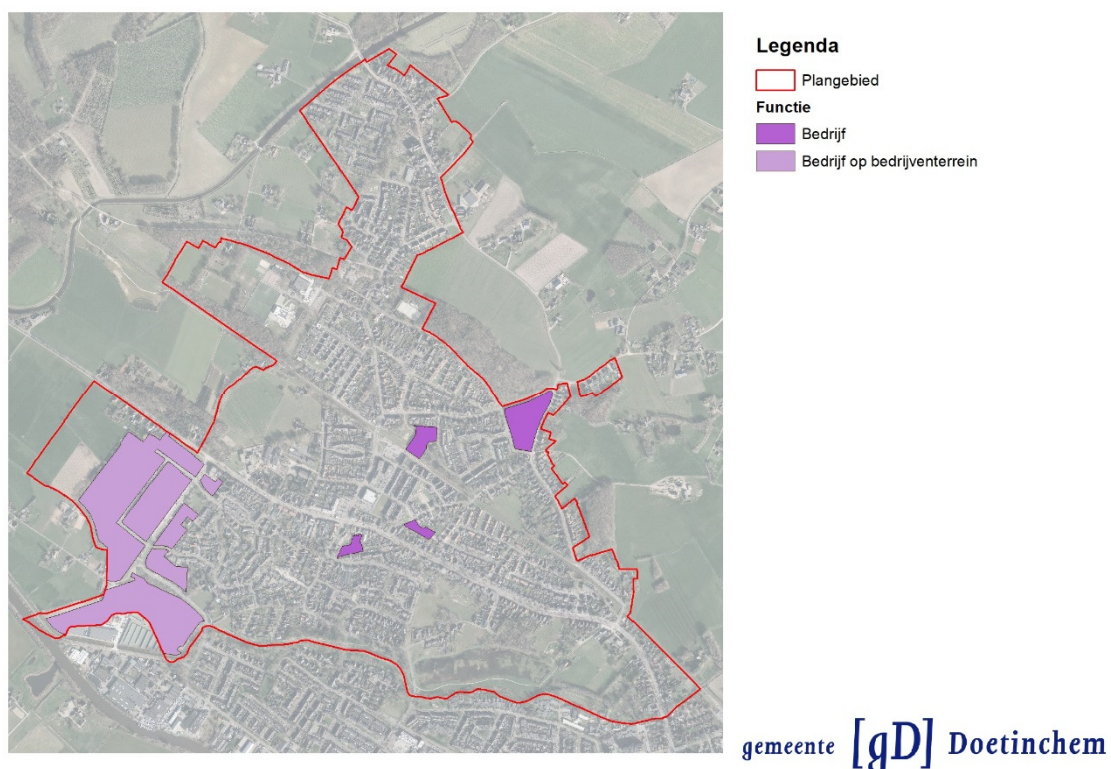 Legenda
Plangebied
Functie
Bedrijf
Bedrijf op bedrijventerrein
gemeente [gD] Doetinchem